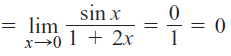 = lim x→0 sin x / 1 + 2x = 0 / 1 = 0